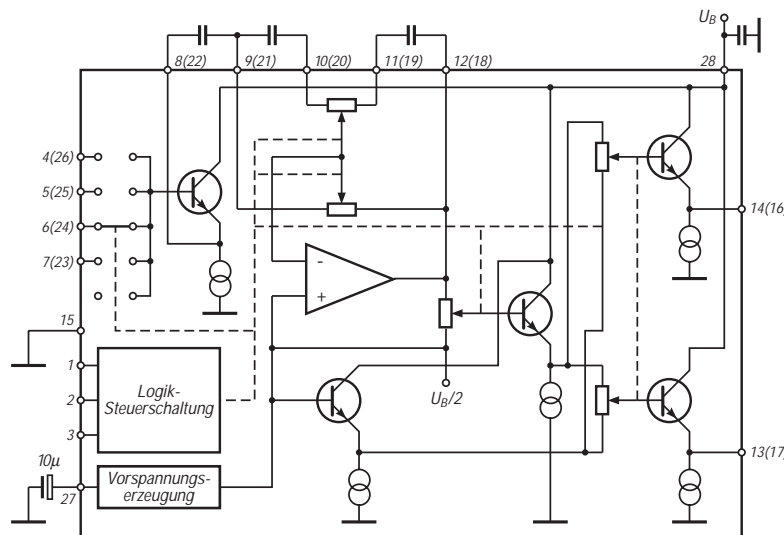 U_B
8(22)
9(21)
10(20)
11(19)
12(18)
28
4(26)
5(25)
6(24)
7(23)
14(16)
-
+
15
1
2
3
Logik-
Steuerschaltung
U_B/2
10µ
27
Vorspannungs-
erzeugung
13(17)